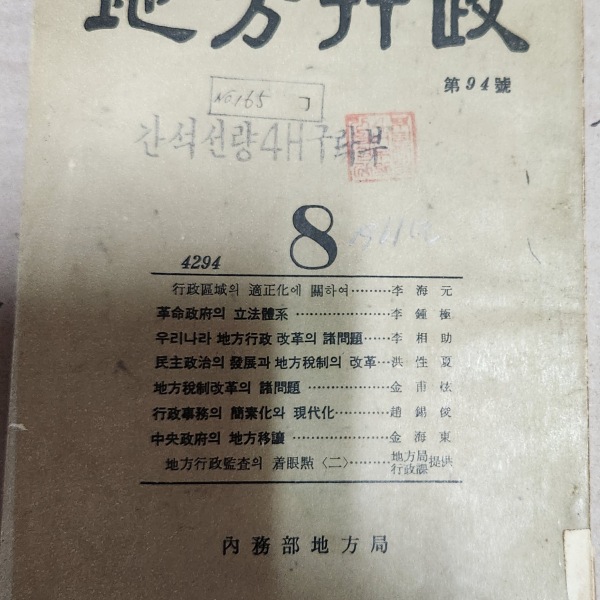 地方行政
第94號
No.165 ㄱ
간석선량4H구락부
8
4294
行政區域의 適正化에 關하여………李海元
革命政府의 立法體系………李鍾極
우리나라 地方行政 改革의 諸問題……李相助
民主政治의 發展과 地方稅制의 改革…洪性夏
地方稅制改革의 諸問題………金甫炫
行政事務의 簡素化와 現代化………趙錫俊
中央政府의 地方移讓………金海東
地方行政監査의 着眼點〈二〉………地方局行政課提供
內務部地方局